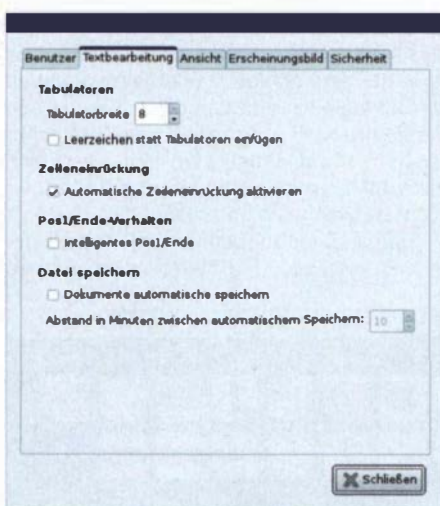 Benutzer Textbearbeitung Ansicht Erscheinungsbild Sicherheit
Tabulatoren
Tabulatorbreite 8
Leerzeichen statt Tabulatoren einfügen
Zeileneinrückung
Automatische Zeileneinrückung aktivieren
Pos1/Ende-Verhalten
Intelligentes Pos1/Ende
Datei speichern
Dokumente automatische speichern
Abstand in Minuten zwischen automatischem Speichern: 10
Schließen